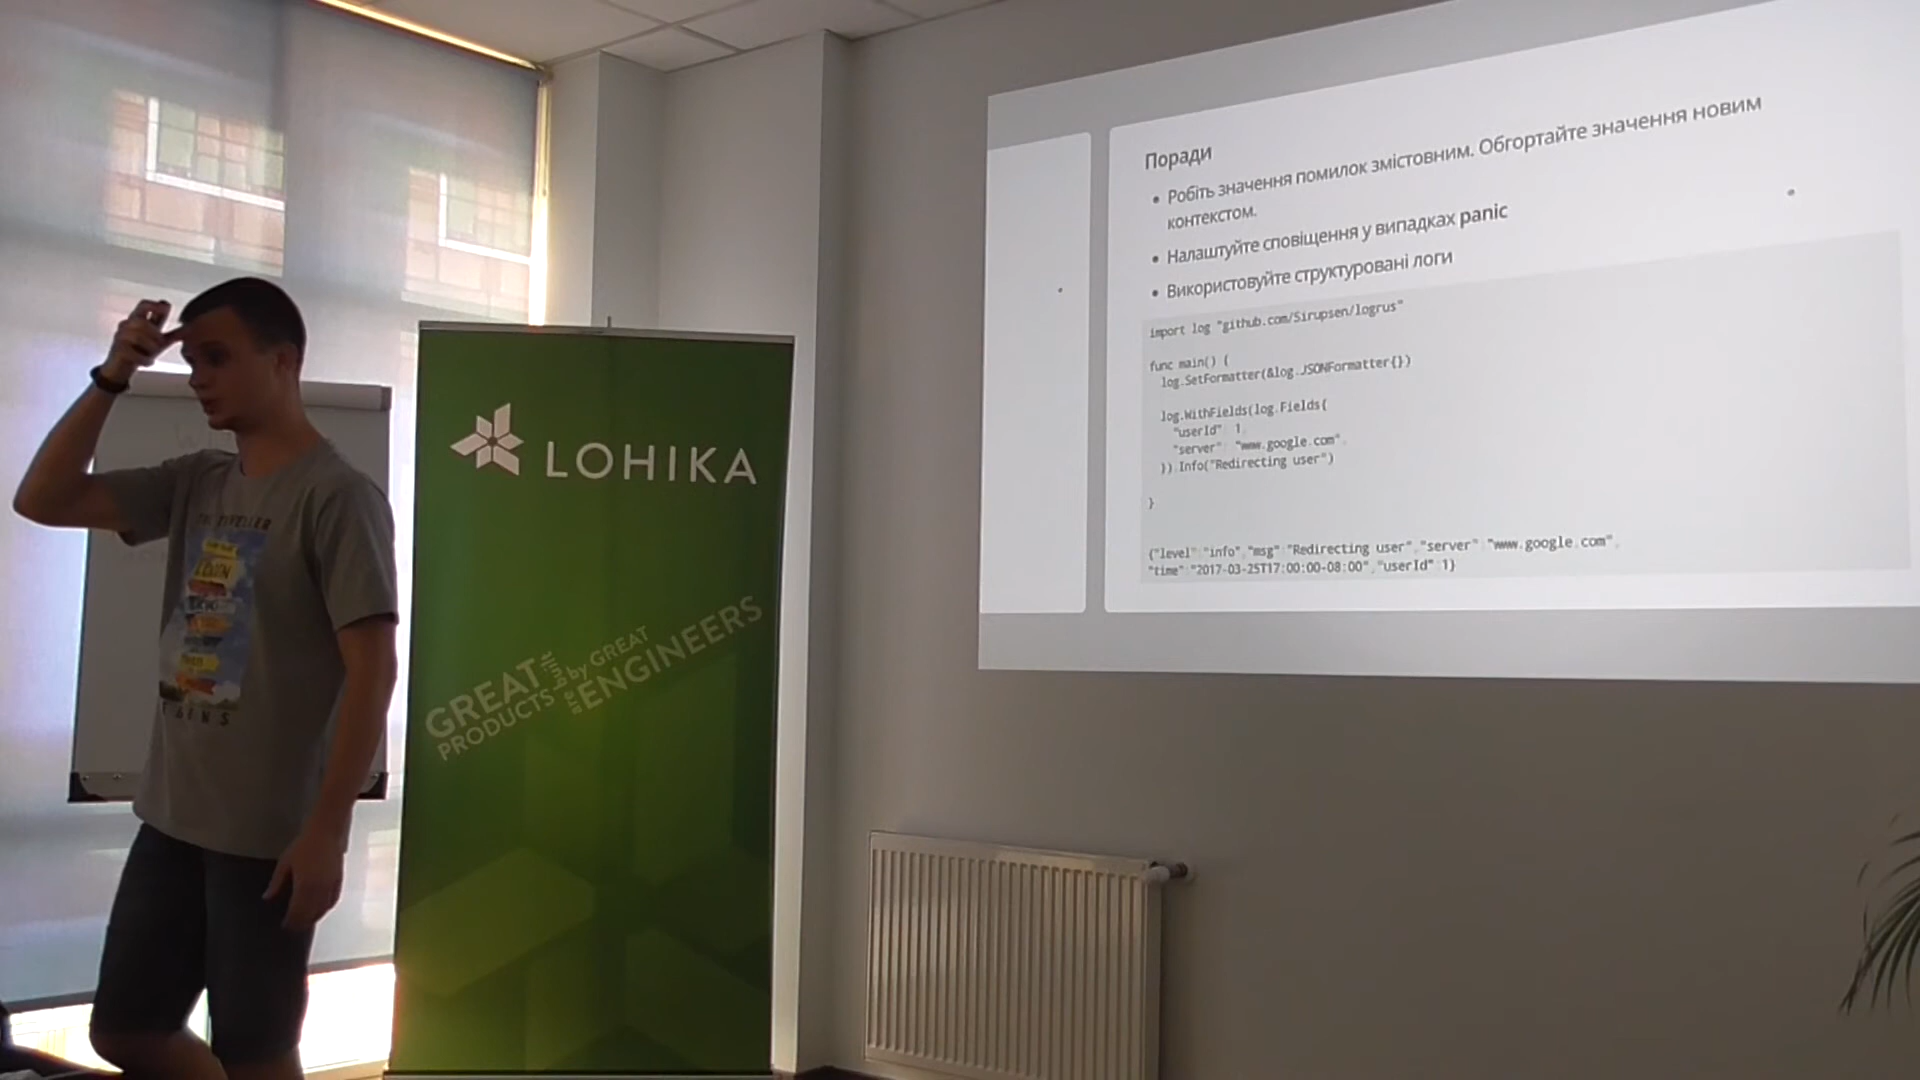 Поради
• Робіть значення помилок змістовним. Обгортайте значення новим
контекстом.
• Налаштуйте сповіщення у випадках panic
• Використовуйте структуровані логи
import log "github.com/Sirupsen/logrus"
func main() {
log.SetFormatter(&log.JSONFormatter{})
log.WithFields(log.Fields{
"userId": 1,
"server": "www.google.com",
}).Info("Redirecting user")
}
{"level":"info","msg":"Redirecting user","server":"www.google.com",
"time":"2017-03-25T17:00:00-08:00","userId":1}
LOHIKA
GREAT
PRODUCTS
are built
by GREAT
are
ENGINEERS